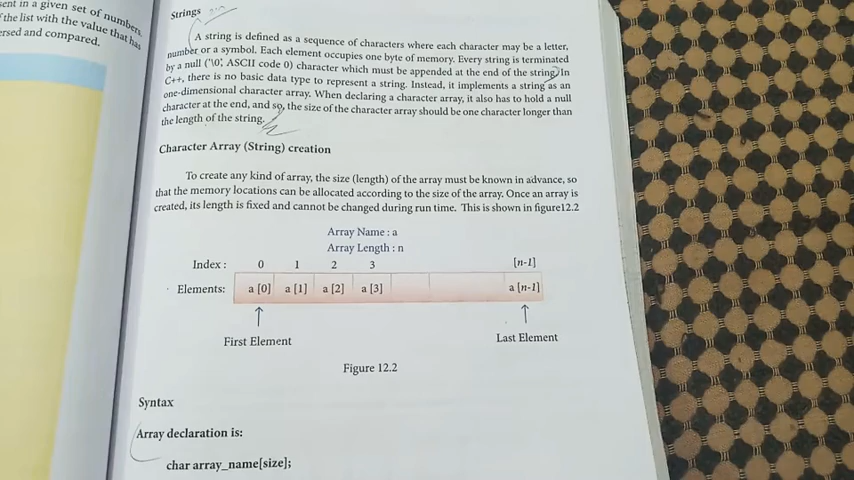 sent in a given set of numbers,
the list with the value that has
ersed and compared.
Strings
A string is defined as a sequence of characters where each character may be a letter,
number or a symbol. Each element occupies one byte of memory. Every string is terminated
by a null ('\0', ASCII code 0) character which must be appended at the end of the string. In
C++, there is no basic data type to represent a string. Instead, it implements a string as an
one-dimensional character array. When declaring a character array, it also has to hold a null
character at the end, and so, the size of the character array should be one character longer than
the length of the string.
Character Array (String) creation
To create any kind of array, the size (length) of the array must be known in advance, so
that the memory locations can be allocated according to the size of the array. Once an array is
created, its length is fixed and cannot be changed during run time. This is shown in figure12.2
Array Name : a
Array Length : n
Index : 0 1 2 3 [n-1]
Elements: a [0] a [1] a [2] a [3] a [n-1]
First Element Last Element
Figure 12.2
Syntax
Array declaration is:
char array_name[size];